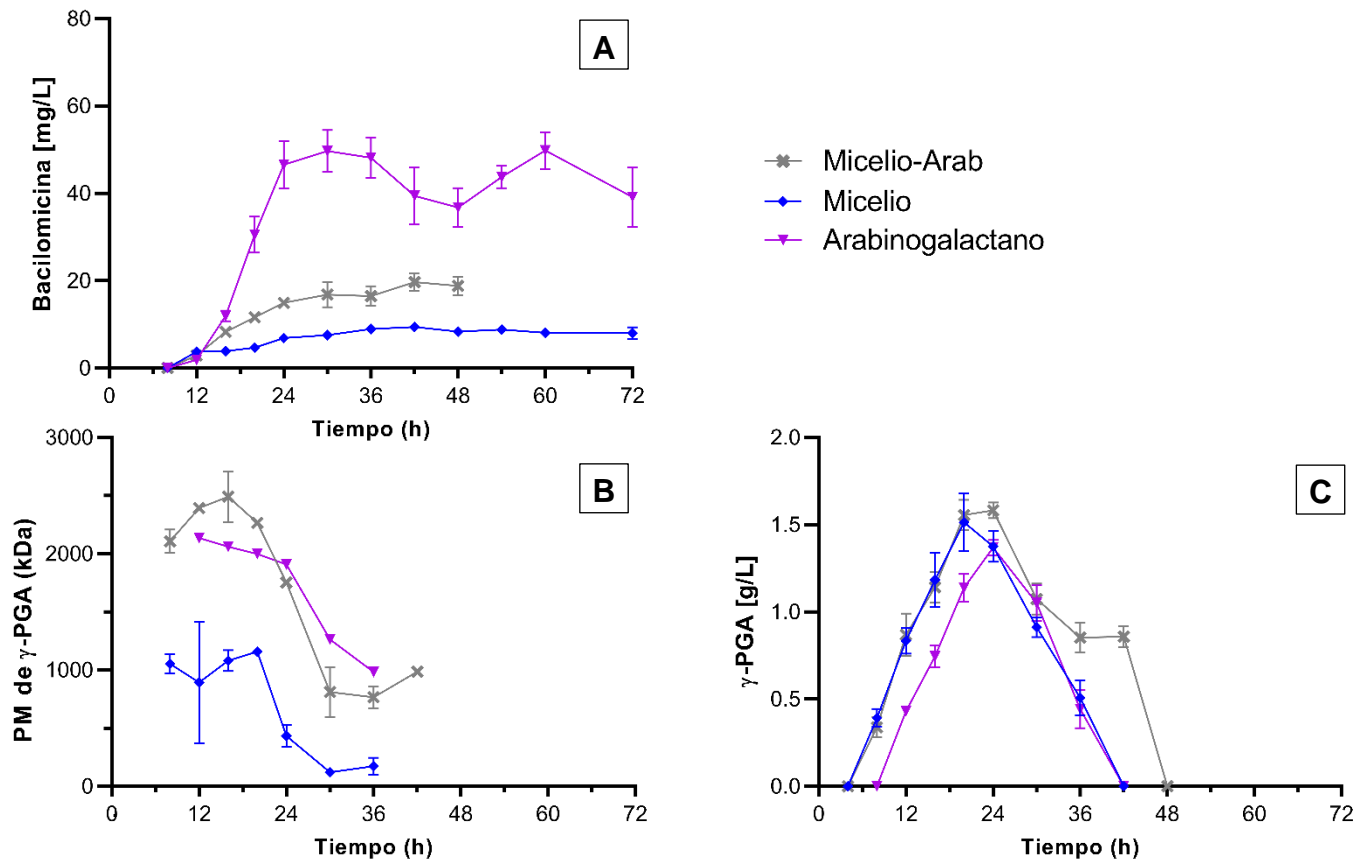 A
Bacilomicina [mg/L]
80
60
40
20
0
0 12 24 36 48 60 72
Tiempo (h)
Micelio-Arab
Micelio
Arabinogalactano
B
PM de γ-PGA (kDa)
3000
2000
1000
0
0 12 24 36 48 60 72
Tiempo (h)
C
γ-PGA [g/L]
2.0
1.5
1.0
0.5
0.0
0 12 24 36 48 60 72
Tiempo (h)